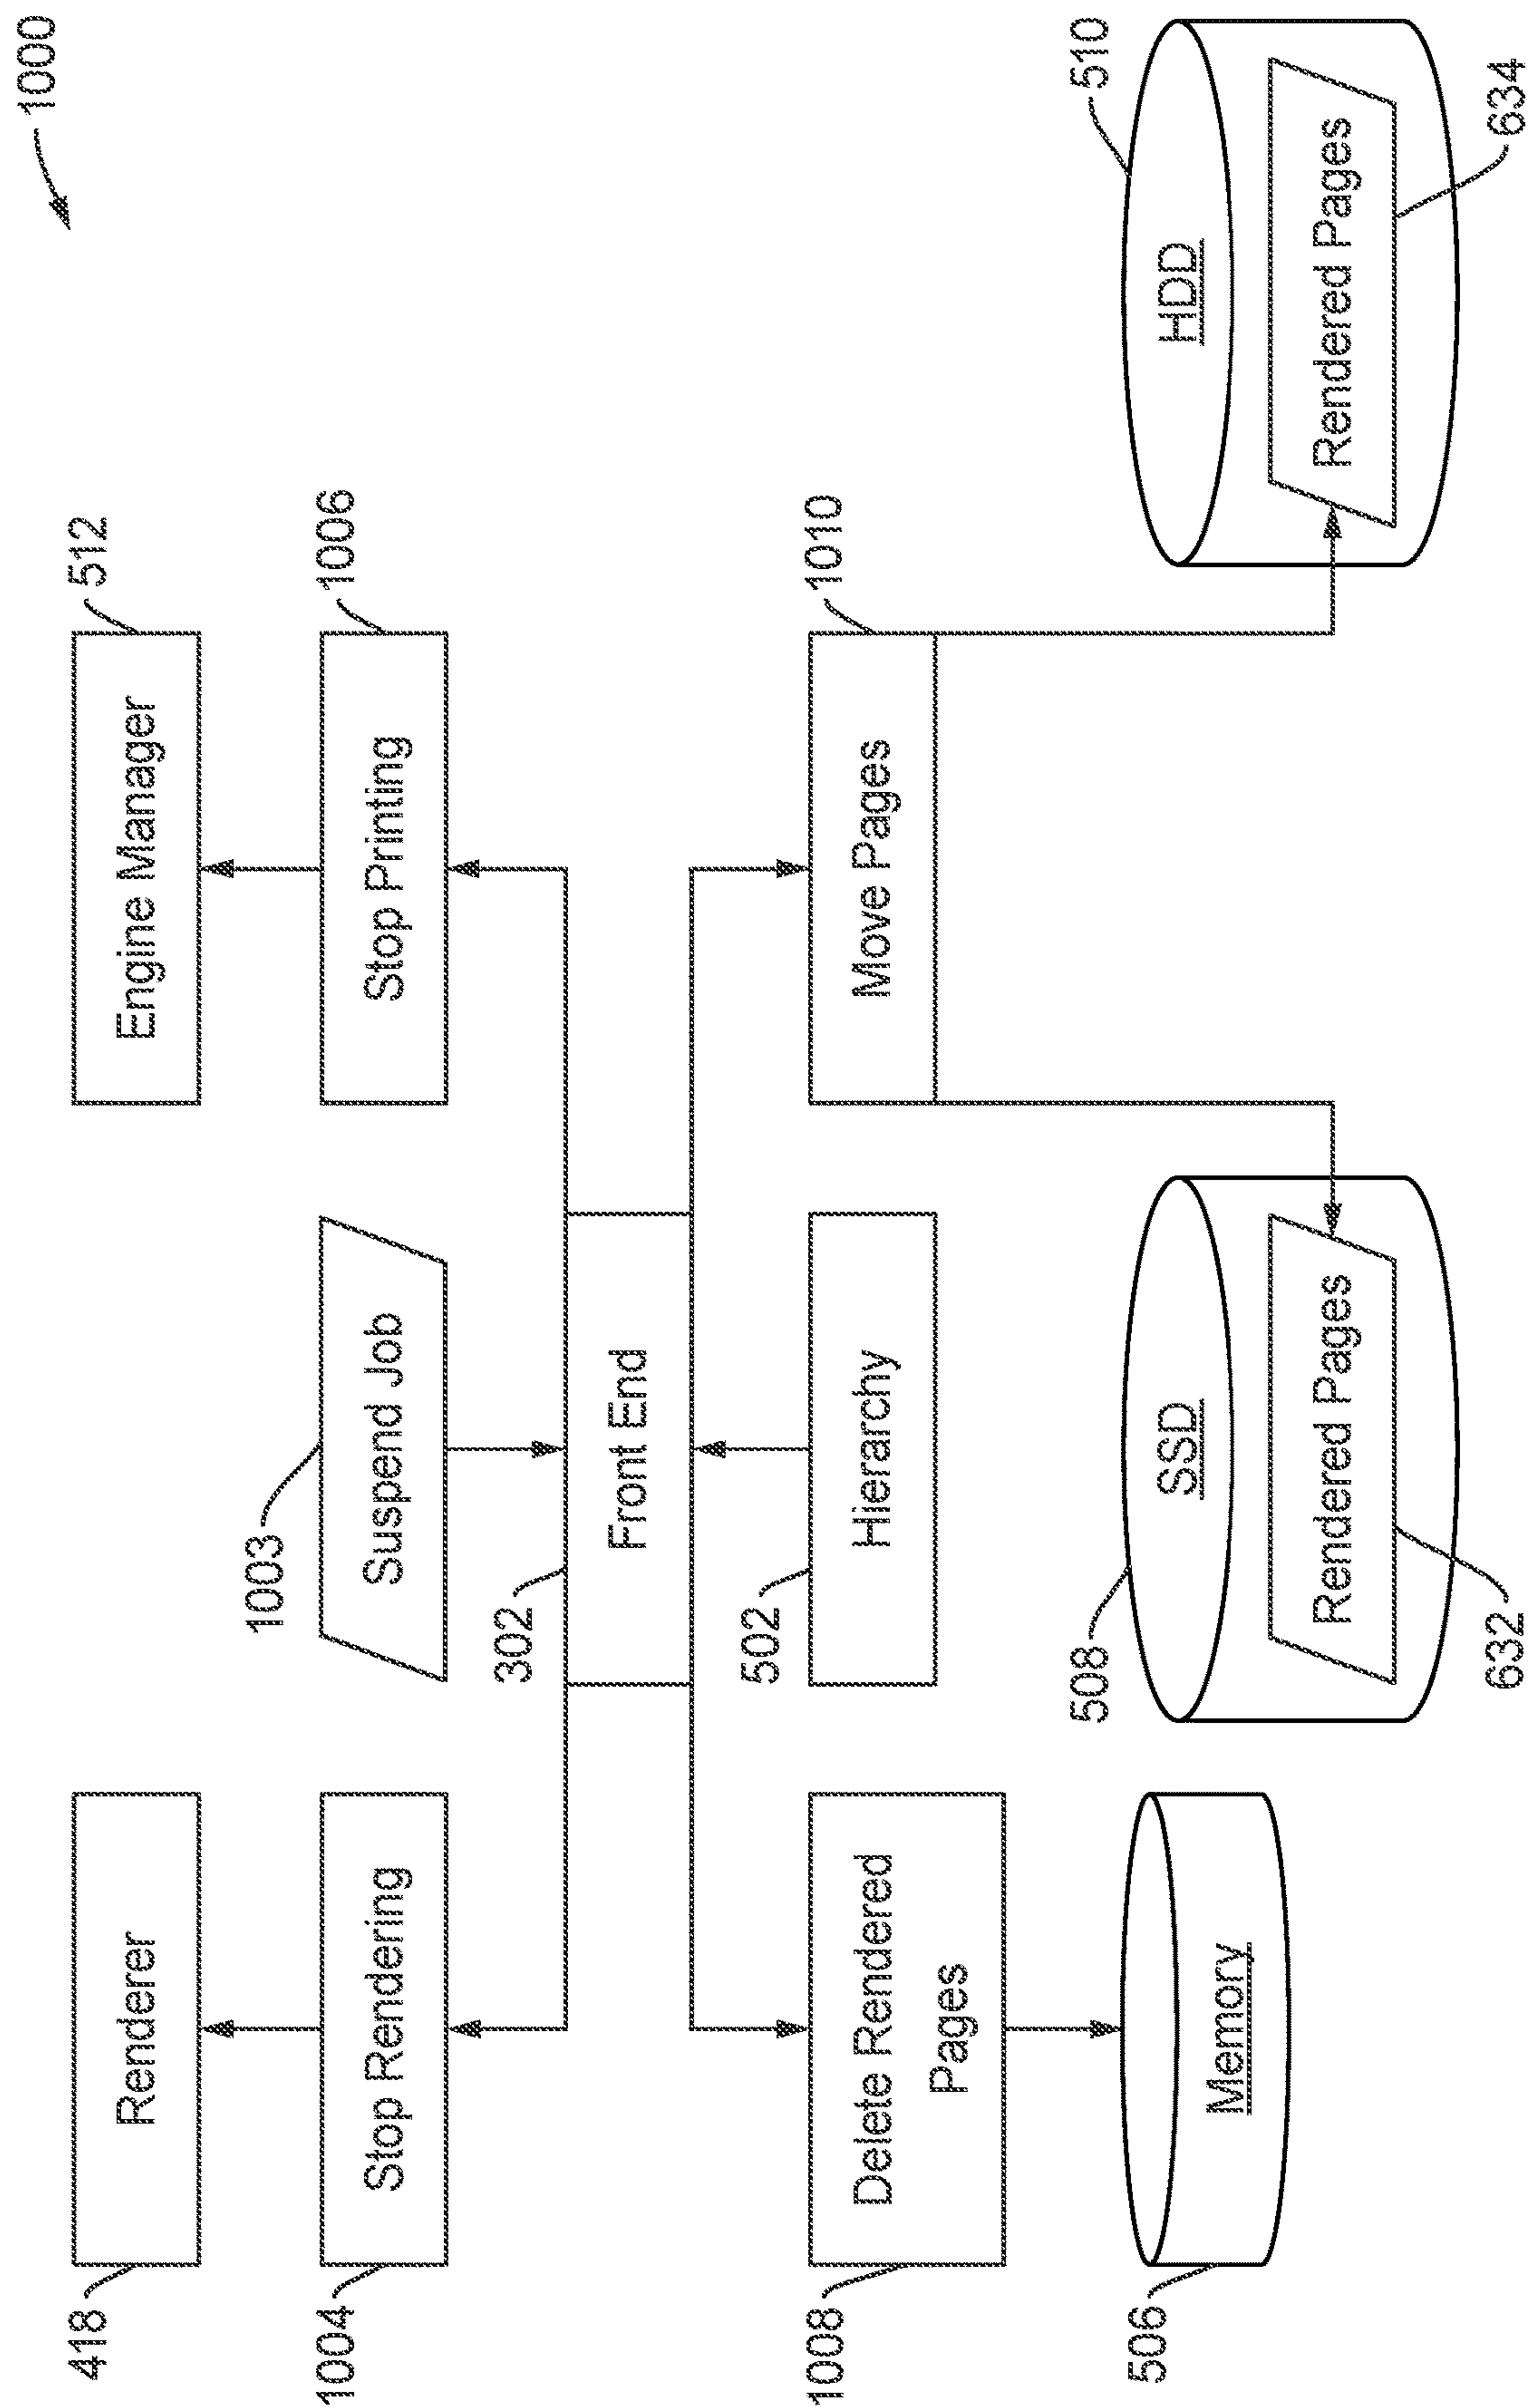 1000
418
Renderer
512
Engine Manager
1003
Suspend Job
1004
Stop Rendering
1006
Stop Printing
302
Front End
502
Hierarchy
1008
Delete Rendered
Pages
1010
Move Pages
506
Memory
508
SSD
Rendered Pages
632
510
HDD
Rendered Pages
634